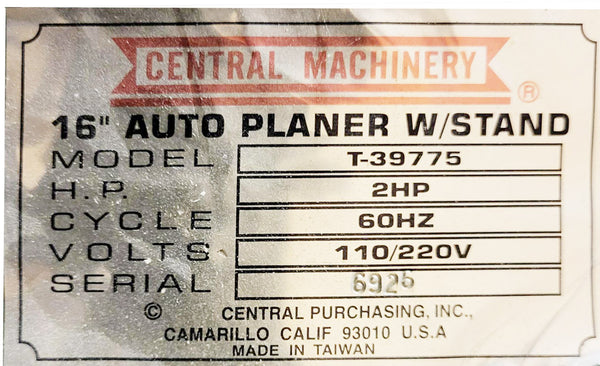 CENTRAL MACHINERY ®
16" AUTO PLANER W/STAND
MODEL T-39775
H.P. 2HP
CYCLE 60HZ
VOLTS 110/220V
SERIAL 6925
© CENTRAL PURCHASING, INC.,
CAMARILLO CALIF 93010 U.S.A
MADE IN TAIWAN